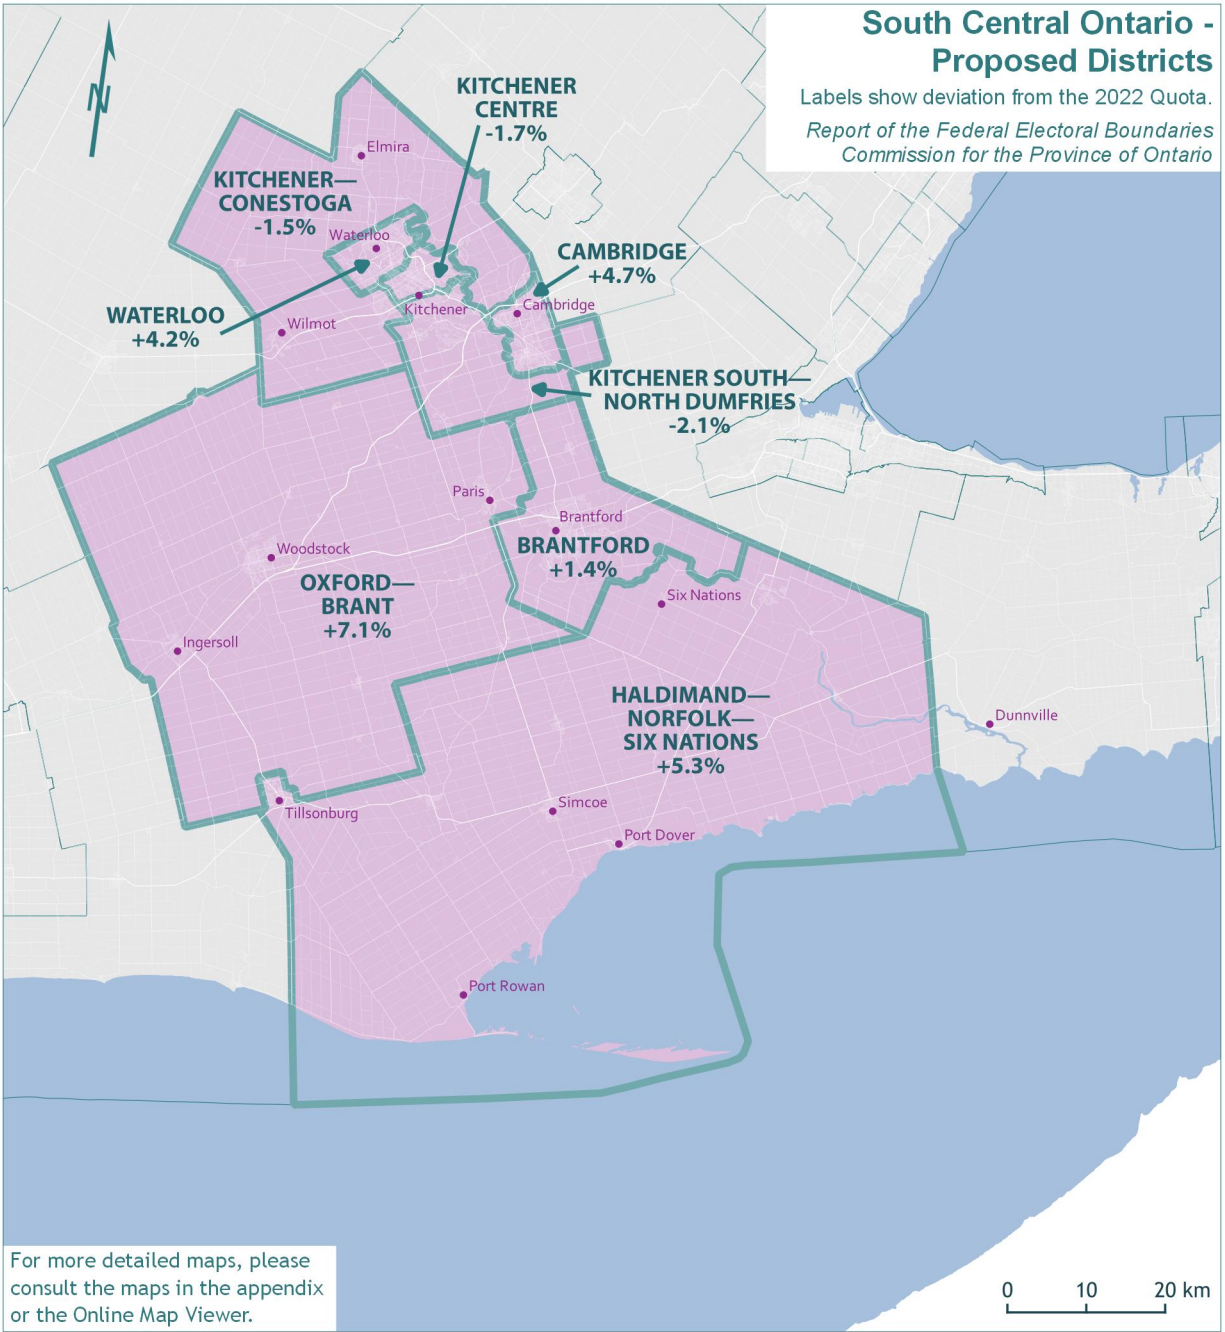 South Central Ontario -
Proposed Districts
Labels show deviation from the 2022 Quota.
Report of the Federal Electoral Boundaries
Commission for the Province of Ontario
N
KITCHENER
CENTRE
-1.7%
Elmira
KITCHENER—
CONESTOGA
-1.5%
Waterloo
CAMBRIDGE
+4.7%
WATERLOO
+4.2%
Kitchener
Cambridge
Wilmot
KITCHENER SOUTH—
NORTH DUMFRIES
-2.1%
Paris
Brantford
BRANTFORD
+1.4%
Woodstock
OXFORD—
BRANT
+7.1%
Six Nations
Ingersoll
HALDIMAND—
NORFOLK—
SIX NATIONS
+5.3%
Dunnville
Simcoe
Tillsonburg
Port Dover
Port Rowan
For more detailed maps, please
consult the maps in the appendix
or the Online Map Viewer.
0 10 20 km